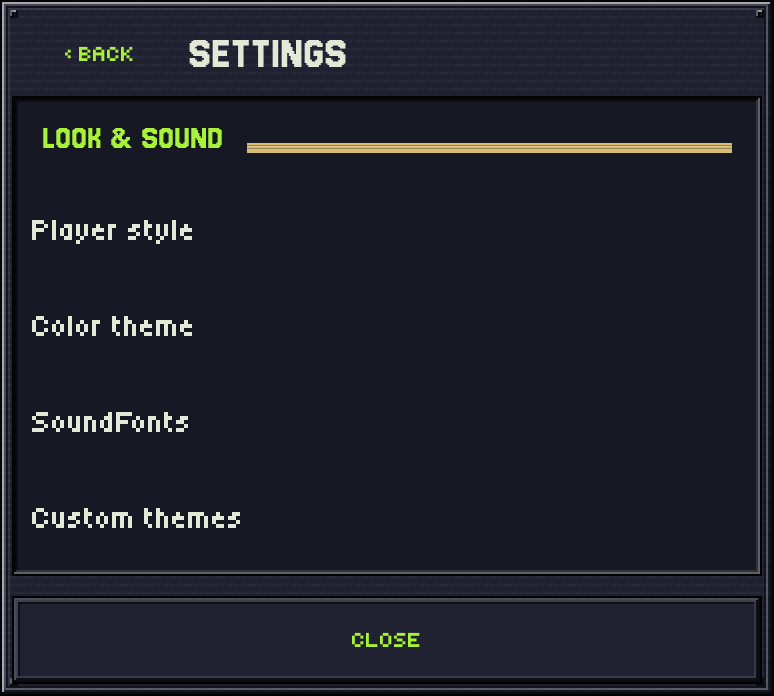 ‹ BACK
SETTINGS
LOOK & SOUND
Player style
Color theme
SoundFonts
Custom themes
CLOSE